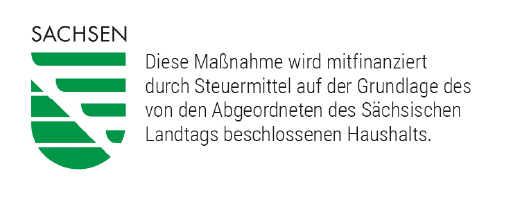 SACHSEN
Diese Maßnahme wird mitfinanziert
durch Steuermittel auf der Grundlage des
von den Abgeordneten des Sächsischen
Landtags beschlossenen Haushalts.